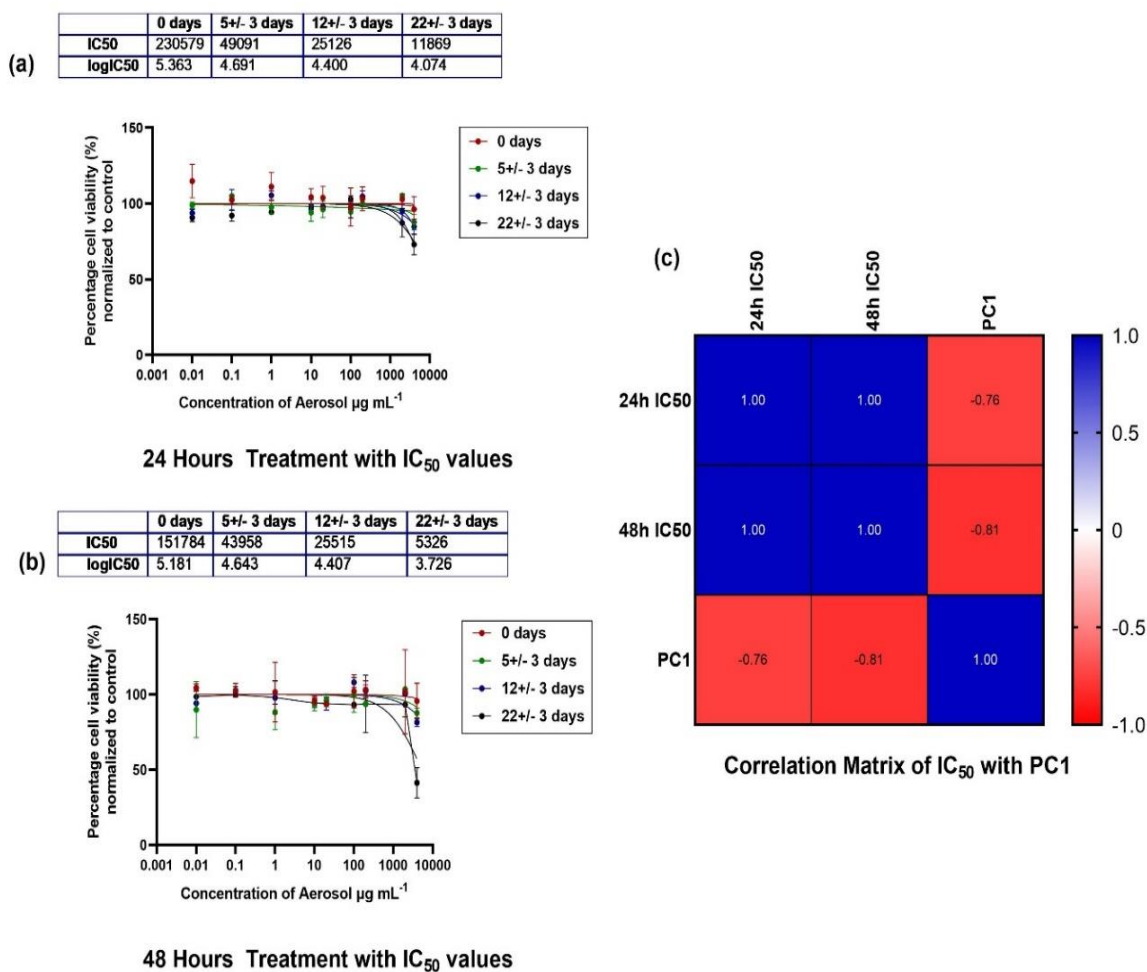 (a)
0 days 5+/- 3 days 12+/- 3 days 22+/- 3 days
IC50 230579 49091 25126 11869
logIC50 5.363 4.691 4.400 4.074
Percentage cell viability (%)
normalized to control
150
100
50
0
0.001 0.01 0.1 1 10 100 1000 10000
Concentration of Aerosol µg mL⁻¹
0 days
5+/- 3 days
12+/- 3 days
22+/- 3 days
24 Hours Treatment with IC₅₀ values
(b)
0 days 5+/- 3 days 12+/- 3 days 22+/- 3 days
IC50 151784 43958 25515 5326
logIC50 5.181 4.643 4.407 3.726
Percentage cell viability (%)
normalized to control
150
100
50
0
0.001 0.01 0.1 1 10 100 1000 10000
Concentration of Aerosol µg mL⁻¹
0 days
5+/- 3 days
12+/- 3 days
22+/- 3 days
48 Hours Treatment with IC₅₀ values
(c)
24h IC50 48h IC50 PC1
24h IC50 1.00 1.00 -0.76
48h IC50 1.00 1.00 -0.81
PC1 -0.76 -0.81 1.00
1.0
0.5
0
-0.5
-1.0
Correlation Matrix of IC₅₀ with PC1